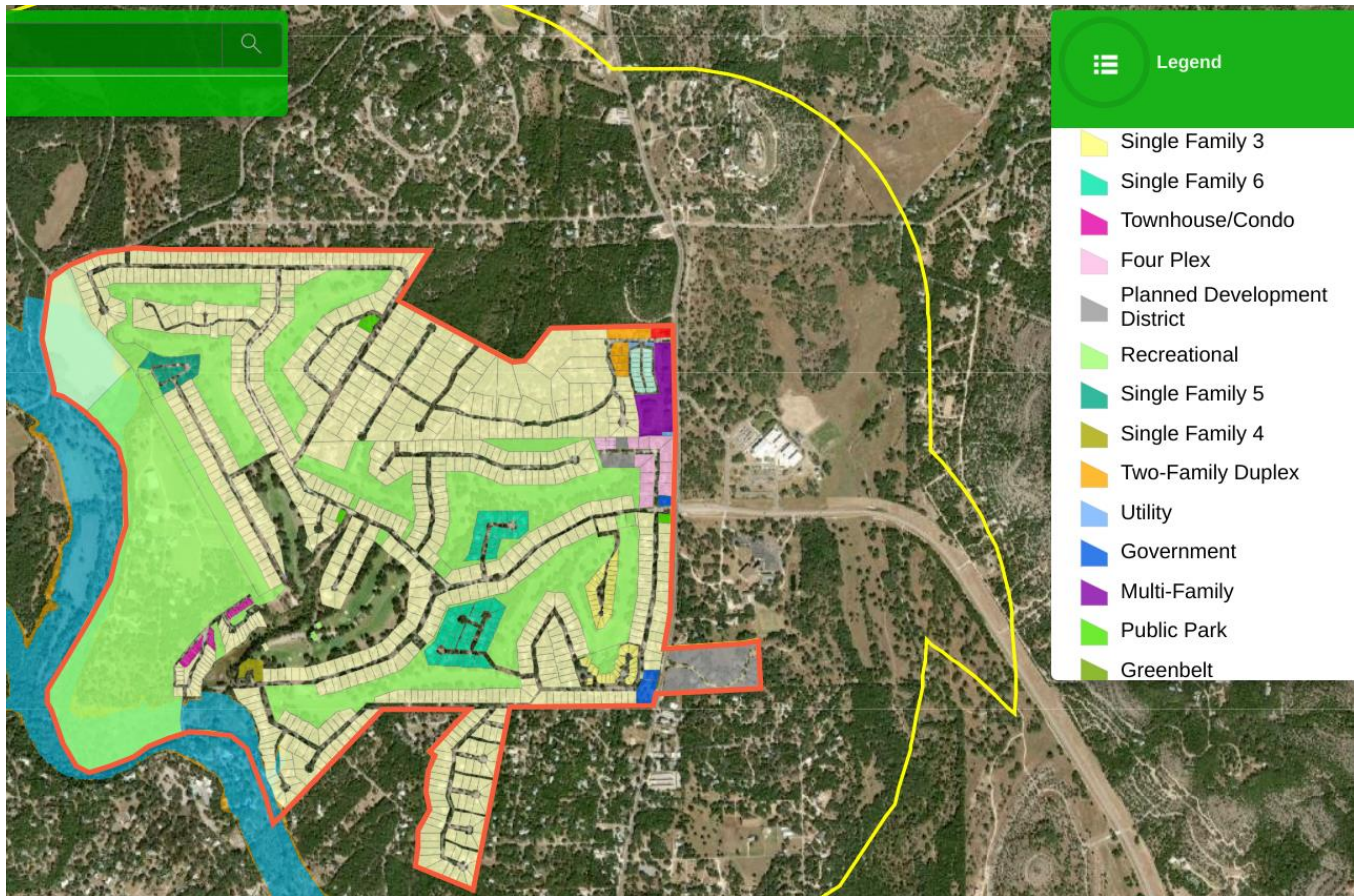 Legend
Single Family 3
Single Family 6
Townhouse/Condo
Four Plex
Planned Development
District
Recreational
Single Family 5
Single Family 4
Two-Family Duplex
Utility
Government
Multi-Family
Public Park
Greenbelt